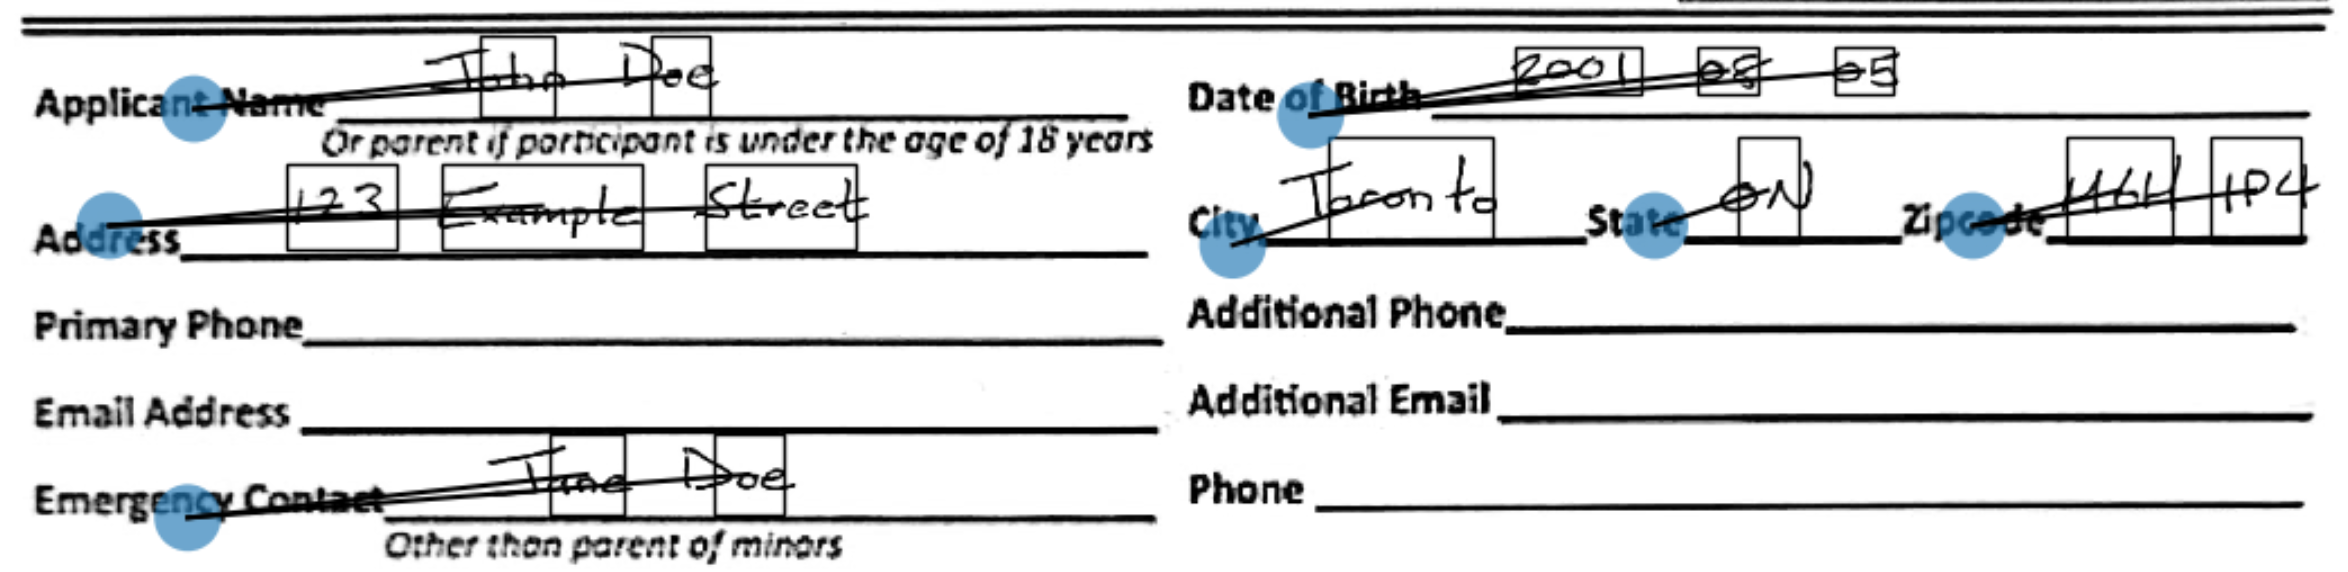 Applicant Name John Doe Date of Birth 2001 08 05
Or parent if participant is under the age of 18 years
Address 123 Example Street City Toronto State ON Zipcode
Primary Phone Additional Phone
Email Address Additional Email
Emergency Contact Jane Doe Phone
Other than parent of minors